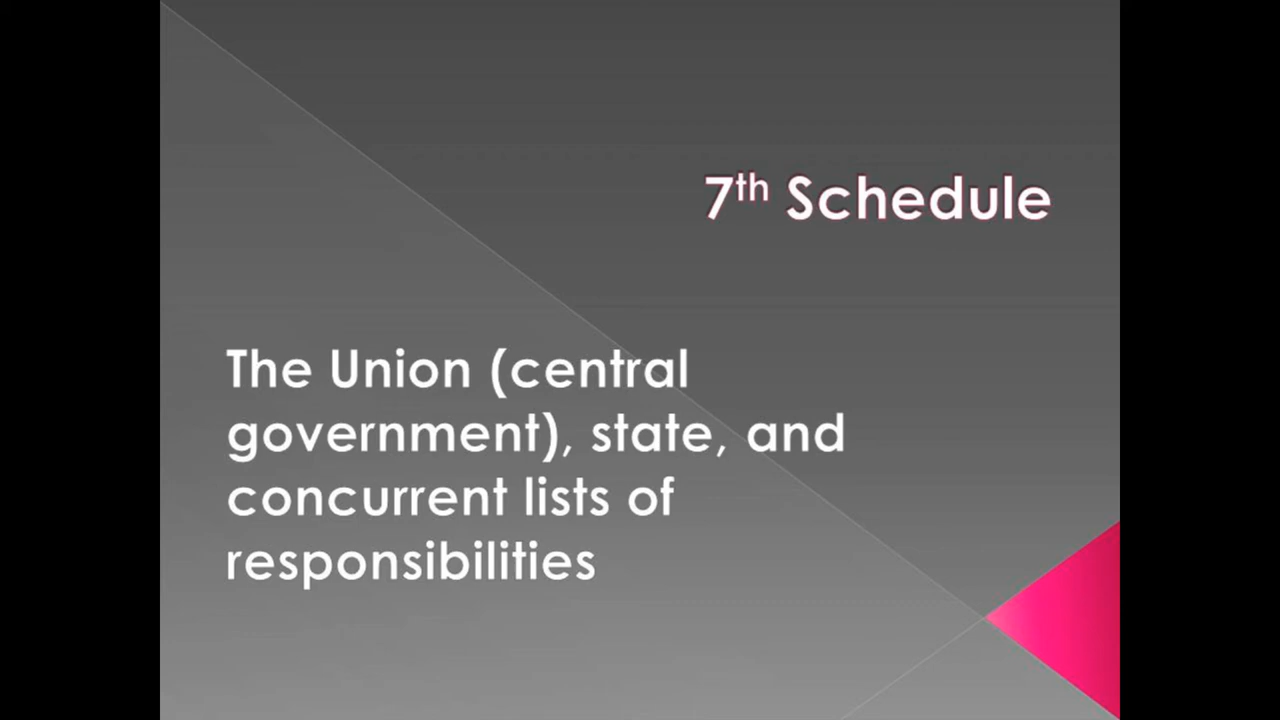 7th Schedule
The Union (central
government), state, and
concurrent lists of
responsibilities